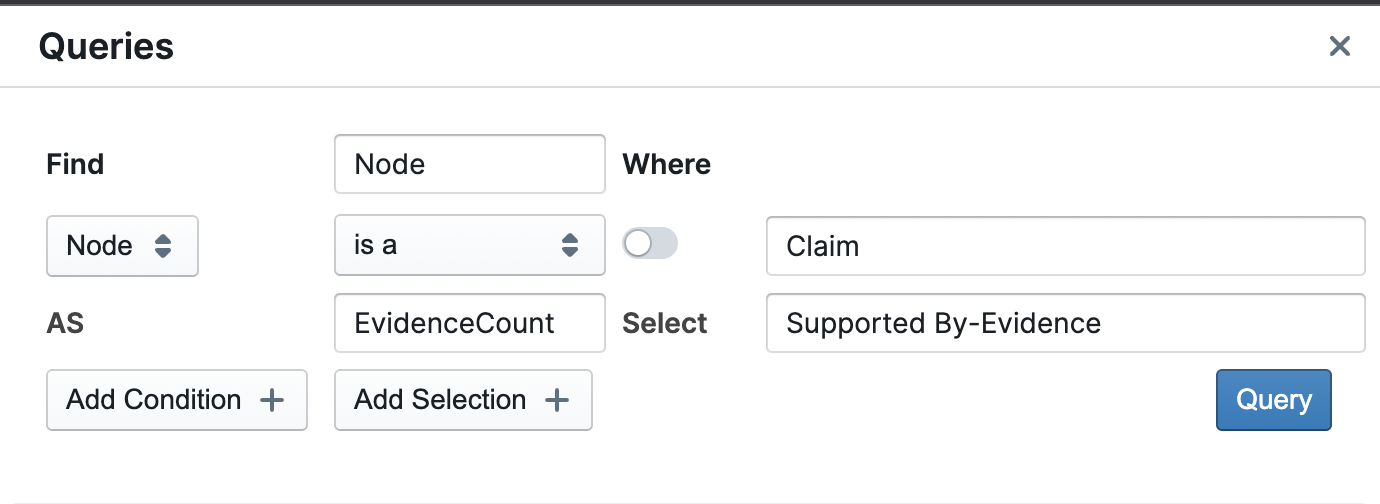 Queries
Find Node Where
Node is a Claim
AS EvidenceCount Select Supported By-Evidence
Add Condition Add Selection Query